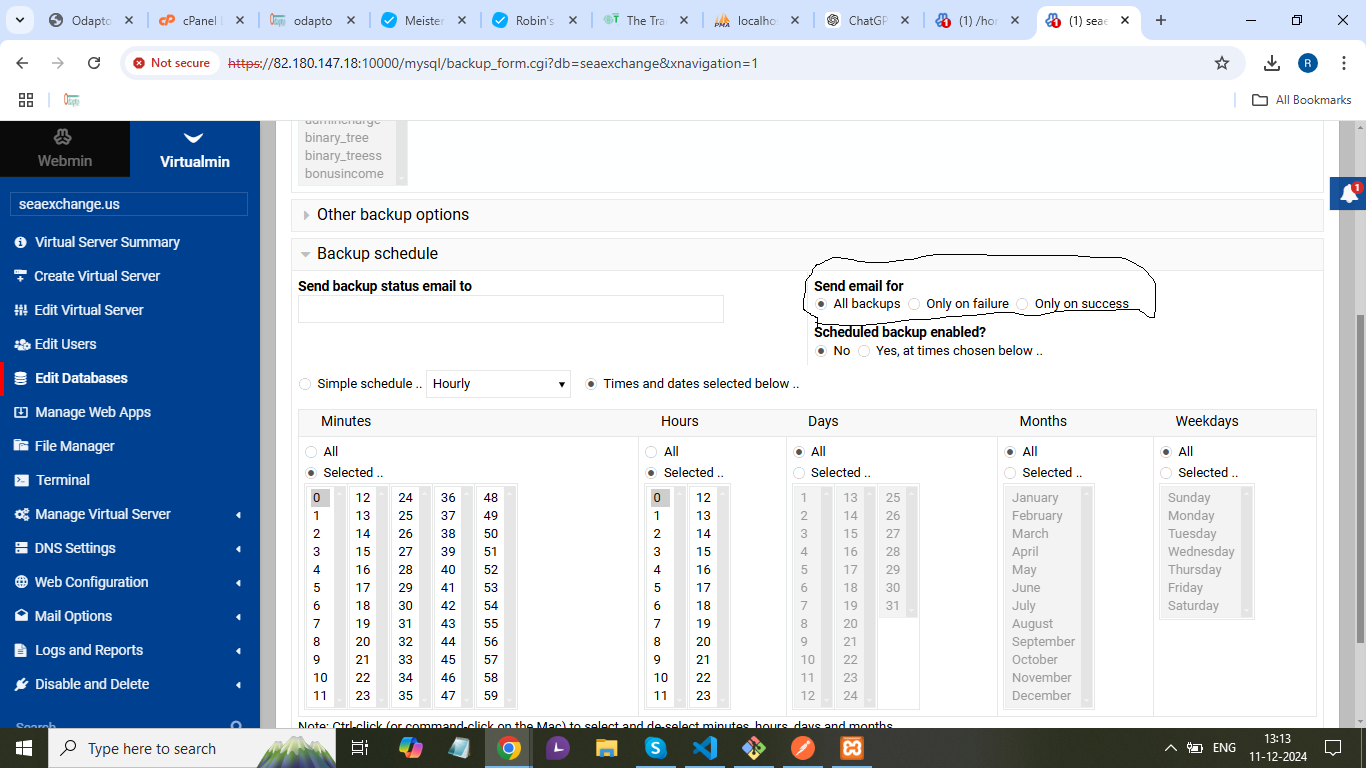 Odapto
cPanel
odapto
Meister
Robin's
The Tra
localho
ChatGP
(1) /hor
(1) seae
Not secure
https://82.180.147.18:10000/mysql/backup_form.cgi?db=seaexchange&xnavigation=1
R
All Bookmarks
Webmin
Virtualmin
seaexchange.us
Virtual Server Summary
Create Virtual Server
Edit Virtual Server
Edit Users
Edit Databases
Manage Web Apps
File Manager
Terminal
Manage Virtual Server
DNS Settings
Web Configuration
Mail Options
Logs and Reports
Disable and Delete
Search
admincharge
binary_tree
binary_treess
bonusincome
1
Other backup options
Backup schedule
Send backup status email to
Send email for
All backups Only on failure Only on success
Scheduled backup enabled?
No Yes, at times chosen below ..
Simple schedule .. Hourly Times and dates selected below ..
Minutes Hours Days Months Weekdays
All All All All All
Selected .. Selected .. Selected .. Selected .. Selected ..
0 12 24 36 48 0 12 1 13 25 January Sunday
1 13 25 37 49 1 13 2 14 26 February Monday
2 14 26 38 50 2 14 3 15 27 March Tuesday
3 15 27 39 51 3 15 4 16 28 April Wednesday
4 16 28 40 52 4 16 5 17 29 May Thursday
5 17 29 41 53 5 17 6 18 30 June Friday
6 18 30 42 54 6 18 7 19 31 July Saturday
7 19 31 43 55 7 19 8 20 August
8 20 32 44 56 8 20 9 21 September
9 21 33 45 57 9 21 10 22 October
10 22 34 46 58 10 22 11 23 November
11 23 35 47 59 11 23 12 24 December
Note: Ctrl-click (or command-click on the Mac) to select and de-select minutes, hours, days and months.
Type here to search
ENG
13:13
11-12-2024